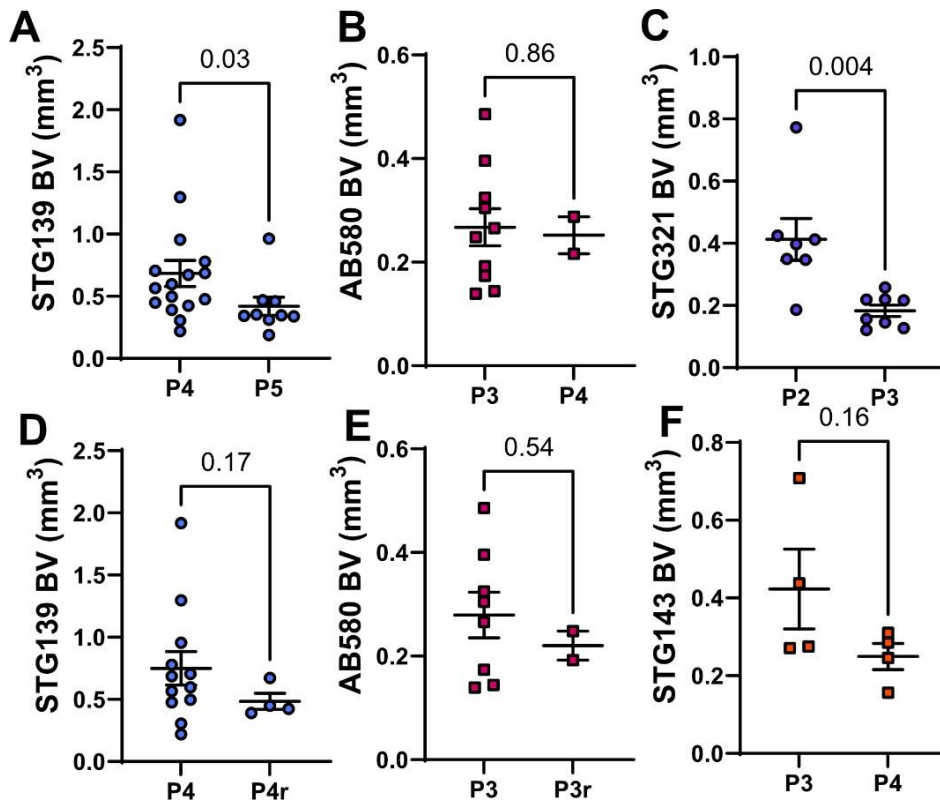 A
STG139 BV (mm³)
2.5
2.0
1.5
1.0
0.5
0.0
0.03
P4 P5
B
AB580 BV (mm³)
0.6
0.4
0.2
0.0
0.86
P3 P4
C
STG321 BV (mm³)
1.0
0.8
0.6
0.4
0.2
0.0
0.004
P2 P3
D
STG139 BV (mm³)
2.5
2.0
1.5
1.0
0.5
0.0
0.17
P4 P4r
E
AB580 BV (mm³)
0.6
0.4
0.2
0.0
0.54
P3 P3r
F
STG143 BV (mm³)
0.8
0.6
0.4
0.2
0.0
0.16
P3 P4